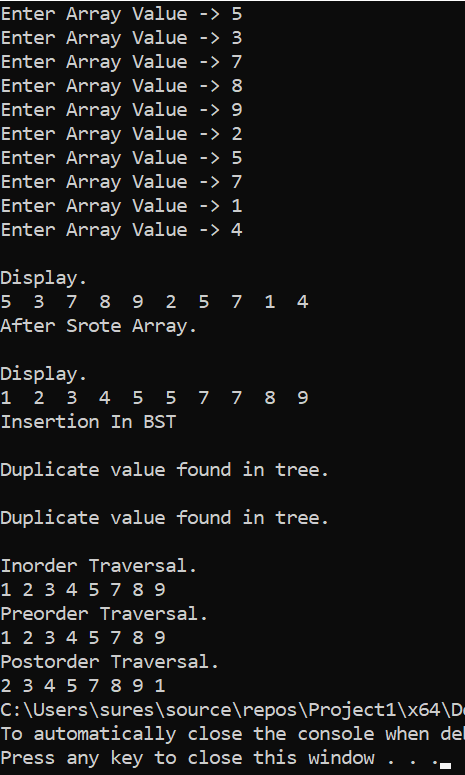 Enter Array Value -> 5
Enter Array Value -> 3
Enter Array Value -> 7
Enter Array Value -> 8
Enter Array Value -> 9
Enter Array Value -> 2
Enter Array Value -> 5
Enter Array Value -> 7
Enter Array Value -> 1
Enter Array Value -> 4
Display.
5 3 7 8 9 2 5 7 1 4
After Srote Array.
Display.
1 2 3 4 5 5 7 7 8 9
Insertion In BST
Duplicate value found in tree.
Duplicate value found in tree.
Inorder Traversal.
1 2 3 4 5 7 8 9
Preorder Traversal.
1 2 3 4 5 7 8 9
Postorder Traversal.
2 3 4 5 7 8 9 1
C:\Users\sures\source\repos\Project1\x64\De
To automatically close the console when deb
Press any key to close this window . . .